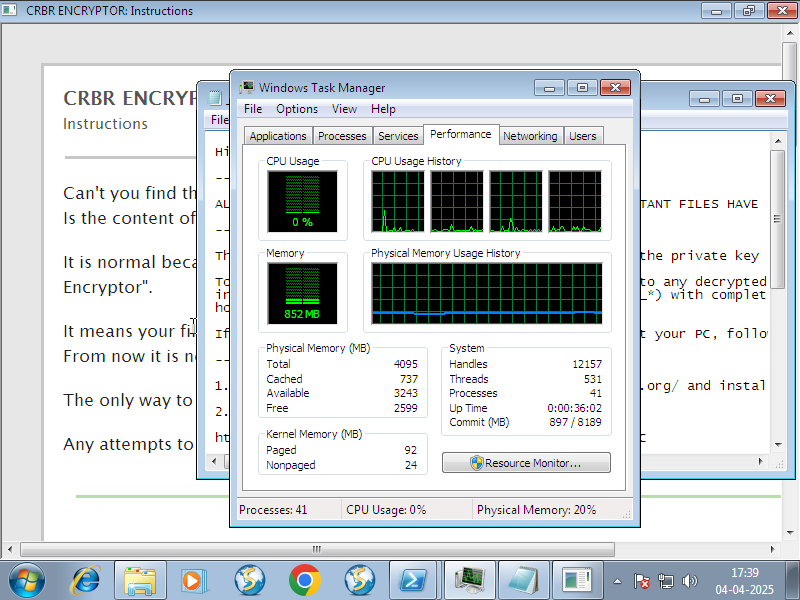 CRBR ENCRYPTOR: Instructions
CRBR ENCRYP
Instructions
Can't you find th
Is the content of
It is normal beca
Encryptor".
It means your fi
From now it is n
The only way to
Any attempts to
File
Hi
--
AL
TANT FILES HAVE
--
Th
the private key
To
to any decrypted
in
_*) with complet
ho
If
t your PC, follow
--
1.
.org/ and instal
2.
ht
C
Windows Task Manager
File Options View Help
Applications Processes Services Performance Networking Users
CPU Usage
CPU Usage History
0 %
Memory
Physical Memory Usage History
852 MB
Physical Memory (MB)
Total 4095
Cached 737
Available 3243
Free 2599
Kernel Memory (MB)
Paged 92
Nonpaged 24
System
Handles 12157
Threads 531
Processes 41
Up Time 0:00:36:02
Commit (MB) 897 / 8189
Resource Monitor...
Processes: 41 CPU Usage: 0% Physical Memory: 20%
17:39
04-04-2025